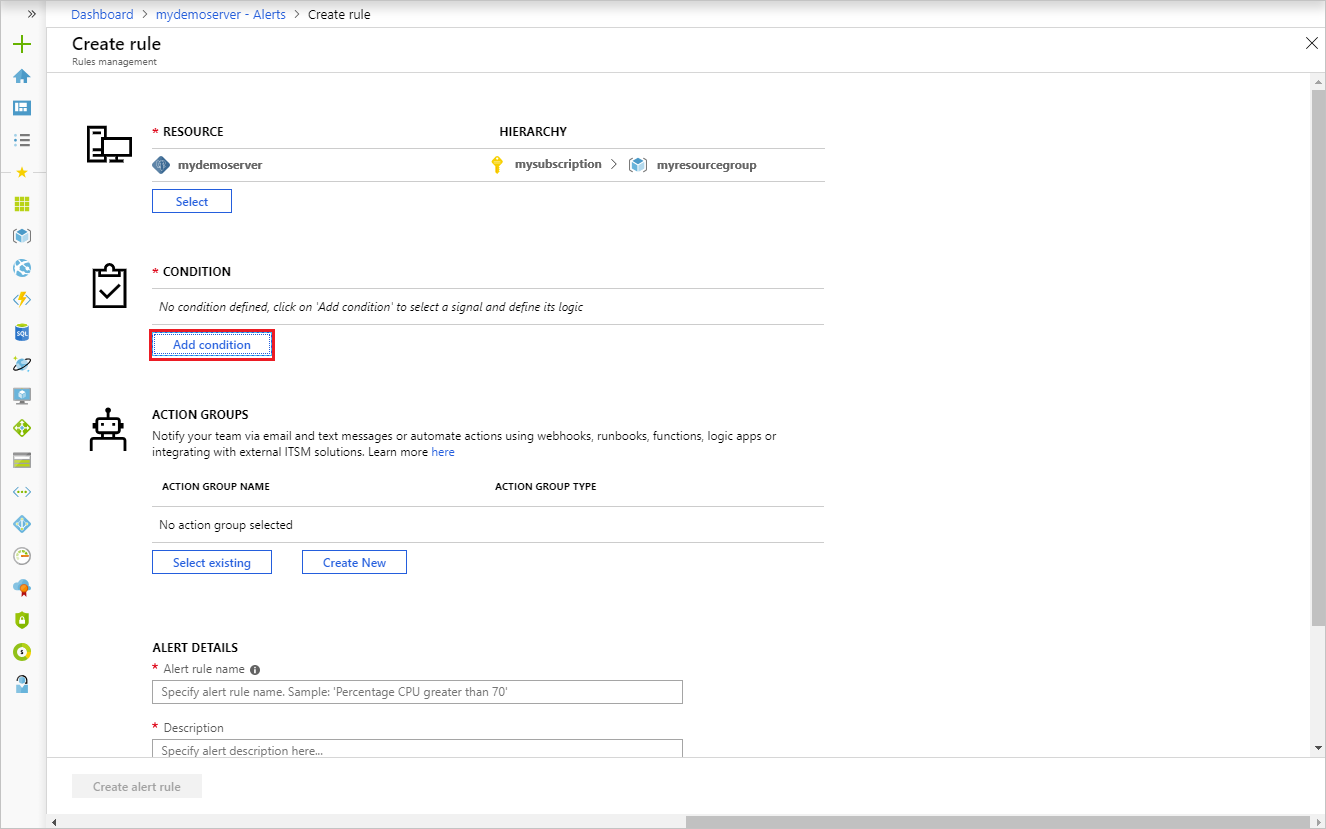 Dashboard > mydemoserver - Alerts > Create rule
Create rule
Rules management
* RESOURCE HIERARCHY
mydemoserver mysubscription > myresourcegroup
Select
* CONDITION
No condition defined, click on 'Add condition' to select a signal and define its logic
Add condition
ACTION GROUPS
Notify your team via email and text messages or automate actions using webhooks, runbooks, functions, logic apps or
integrating with external ITSM solutions. Learn more here
ACTION GROUP NAME ACTION GROUP TYPE
No action group selected
Select existing Create New
ALERT DETAILS
* Alert rule name
Specify alert rule name. Sample: 'Percentage CPU greater than 70'
* Description
Specify alert description here...
Create alert rule
SQL